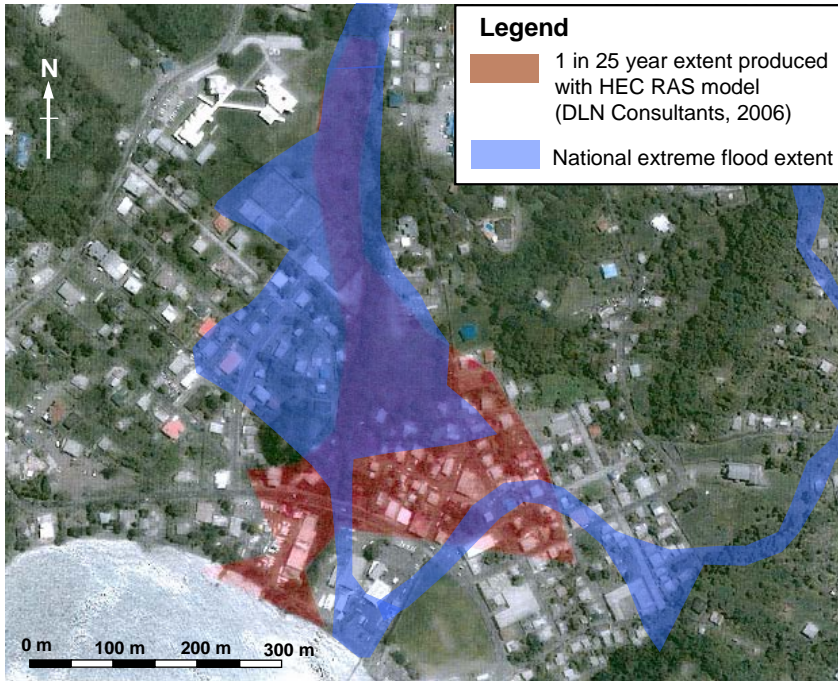 Legend
1 in 25 year extent produced
with HEC RAS model
(DLN Consultants, 2006)
National extreme flood extent
N
0 m 100 m 200 m 300 m